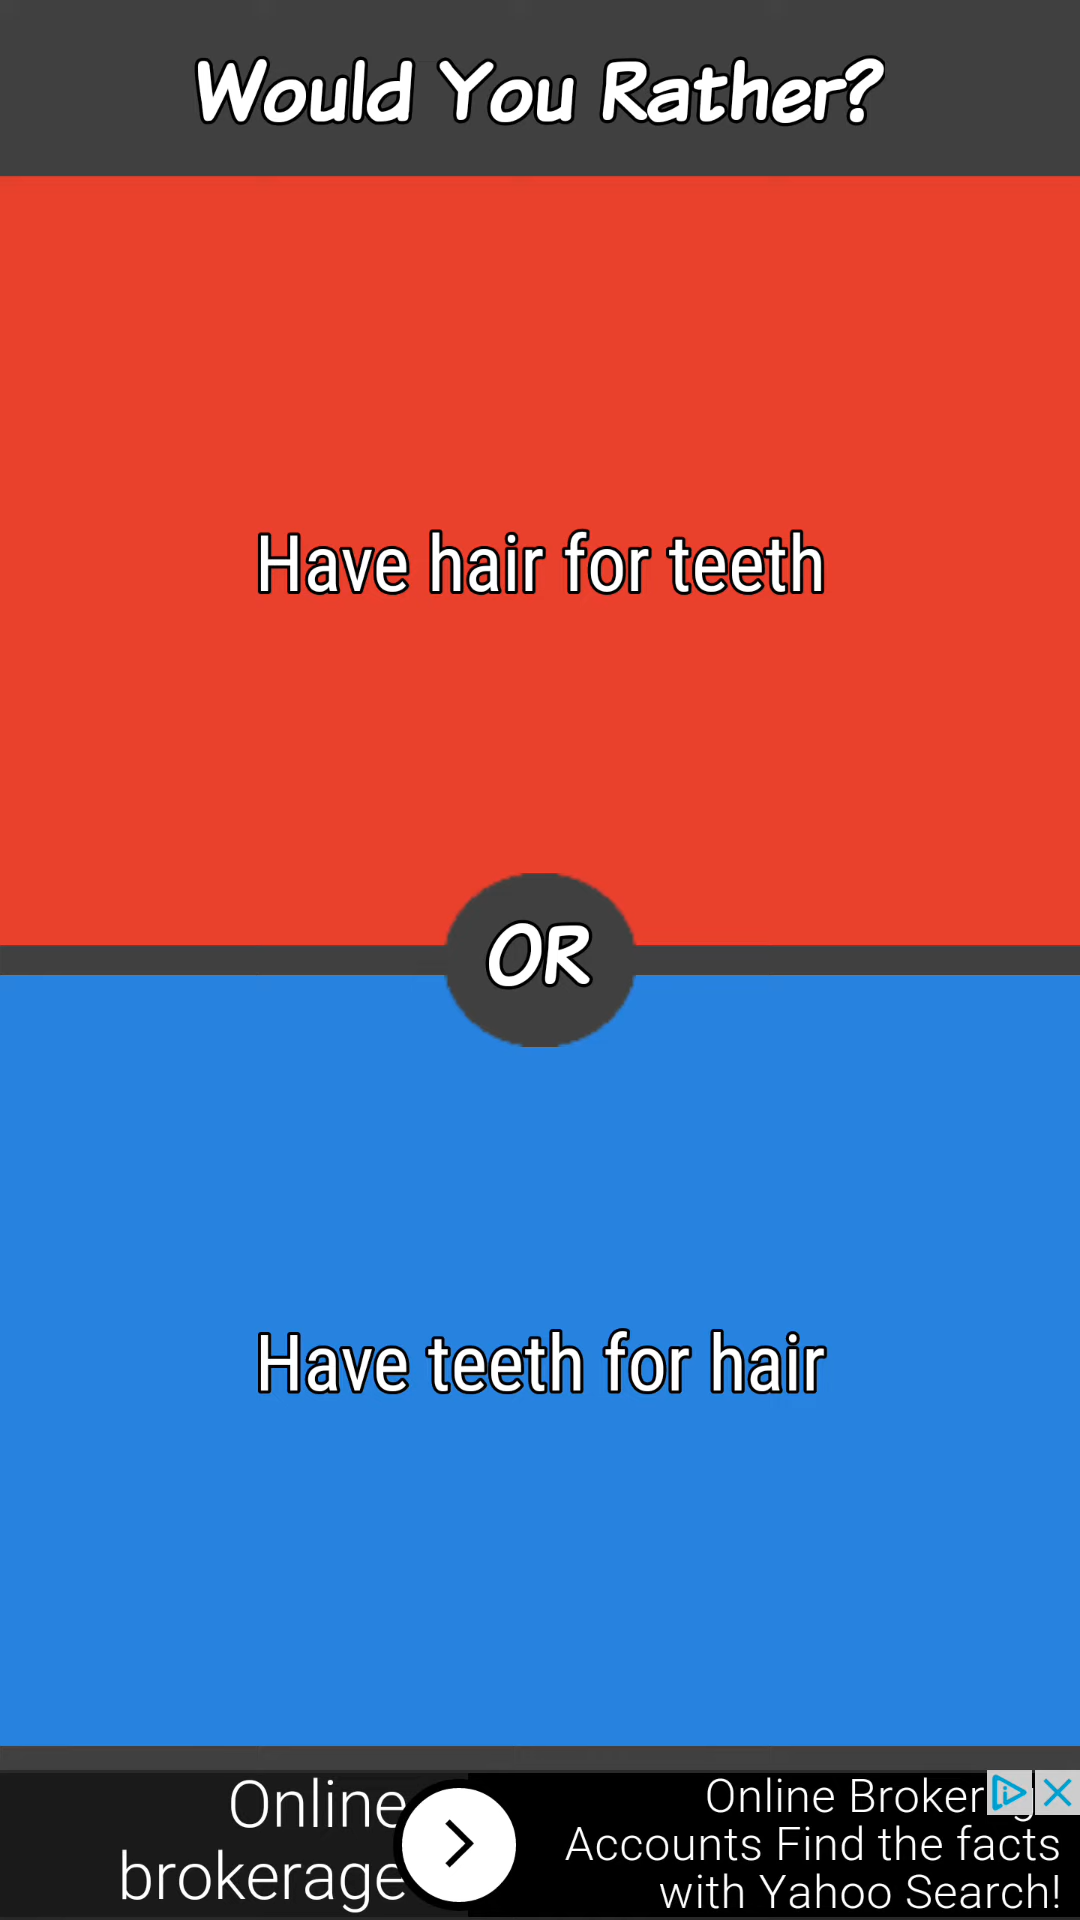 Would You Rather?
Have hair for teeth
OR
Have teeth for hair
Online
brokerage
Online
Accounts Find the facts
with Yahoo Search!